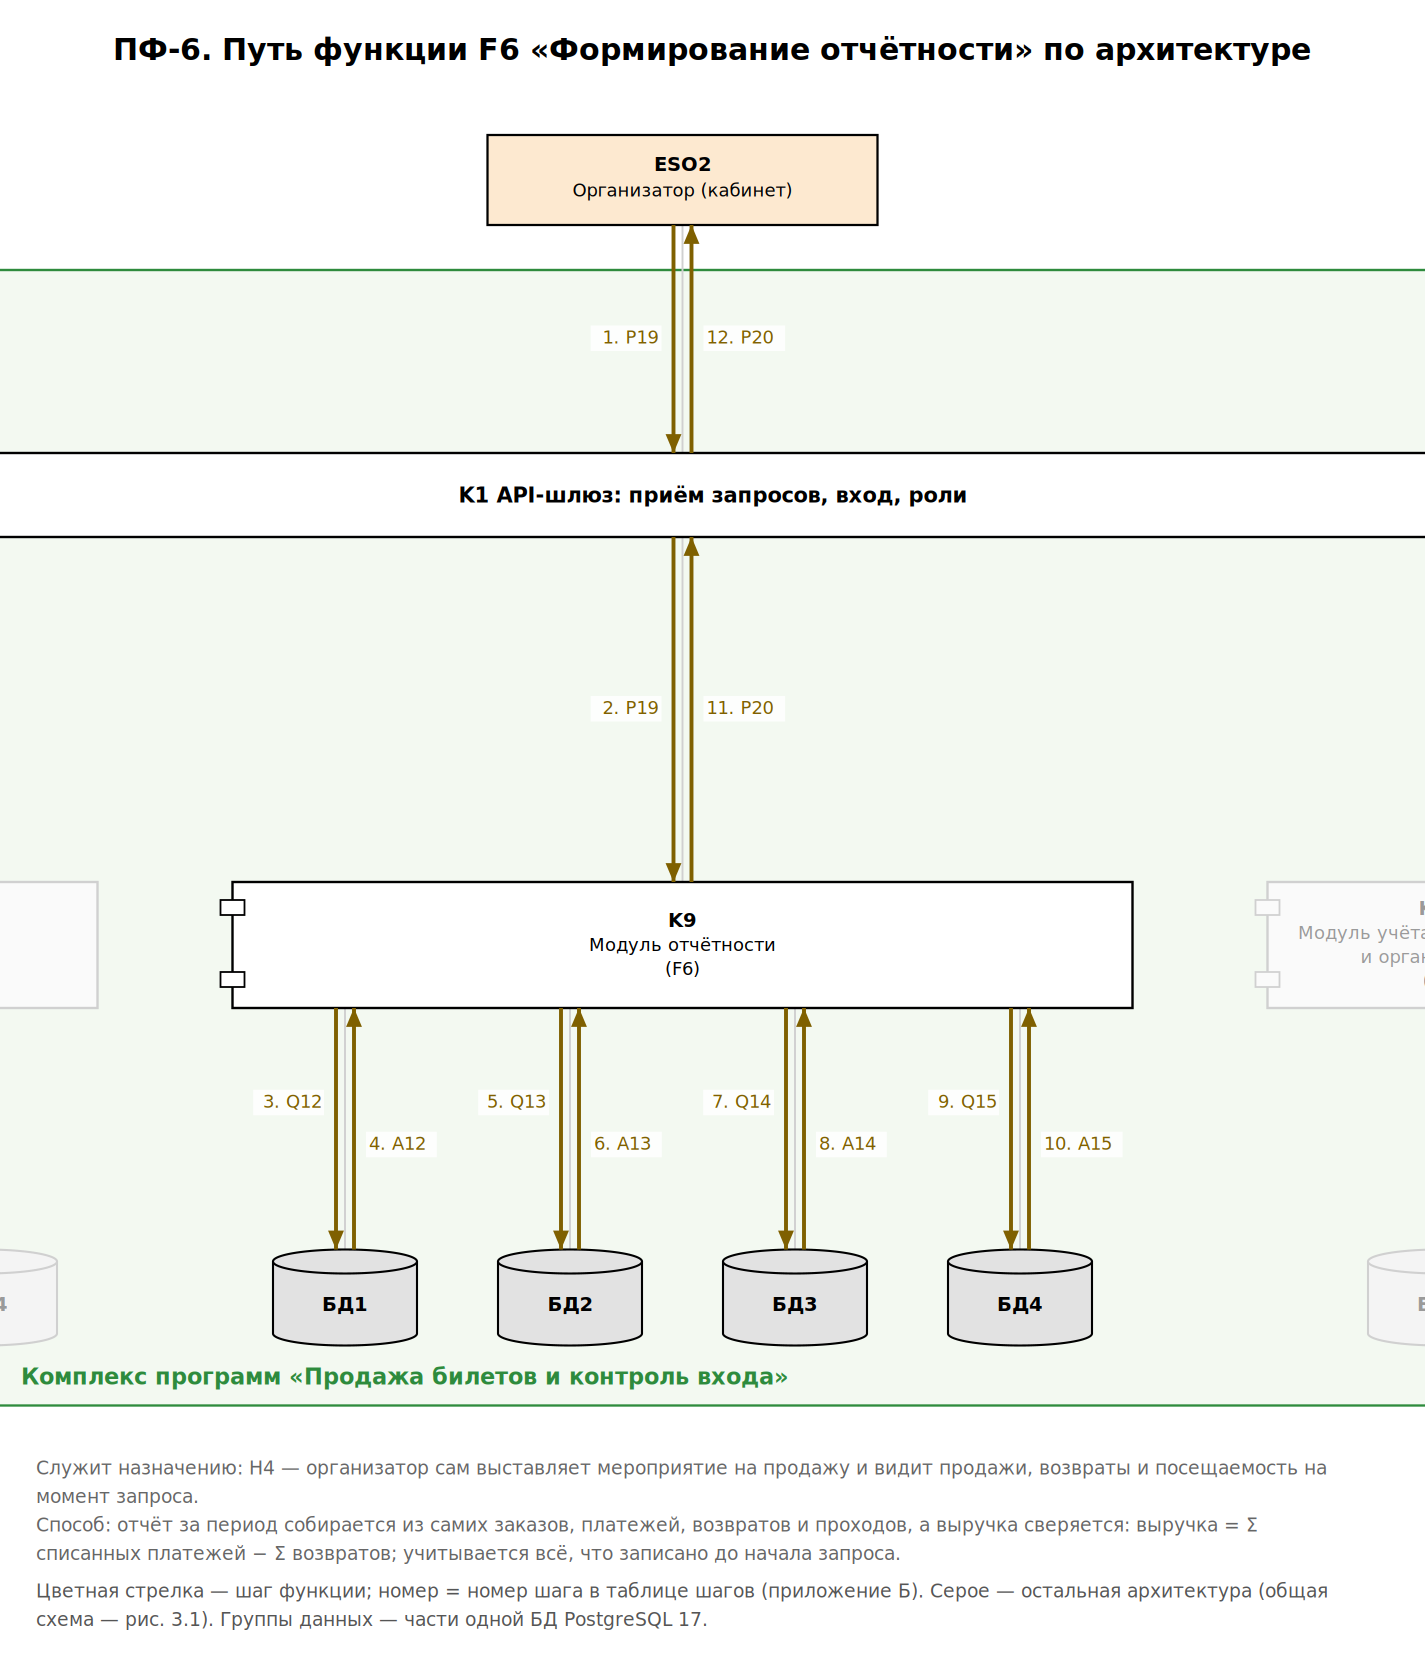 ПФ-6. Путь функции F6 «Формирование отчётности» по архитектуре
ESO2
Организатор (кабинет)
1. P19
12. P20
K1 API-шлюз: приём запросов, вход, роли
2. P19
11. P20
K9
Модуль отчётности
(F6)
Модуль учёта
3. Q12
5. Q13
7. Q14
9. Q15
4. A12
6. A13
8. A14
10. A15
4
БД1
БД2
БД3
БД4
Комплекс программ «Продажа билетов и контроль входа»
Служит назначению: Н4 — организатор сам выставляет мероприятие на продажу и видит продажи, возвраты и посещаемость на
момент запроса.
Способ: отчёт за период собирается из самих заказов, платежей, возвратов и проходов, а выручка сверяется: выручка = Σ
списанных платежей − Σ возвратов; учитывается всё, что записано до начала запроса.
Цветная стрелка — шаг функции; номер = номер шага в таблице шагов (приложение Б). Серое — остальная архитектура (общая
схема — рис. 3.1). Группы данных — части одной БД PostgreSQL 17.